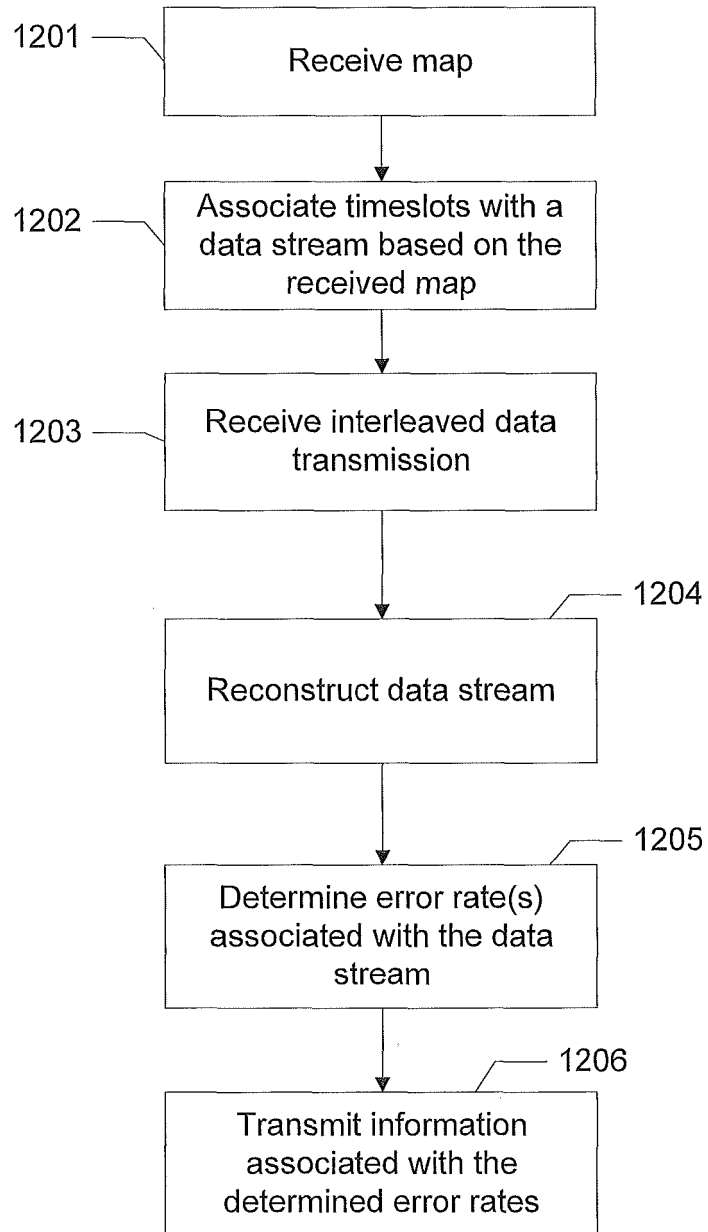 1201
Receive map
1202
Associate timeslots with a
data stream based on the
received map
1203
Receive interleaved data
transmission
1204
Reconstruct data stream
1205
Determine error rate(s)
associated with the data
stream
1206
Transmit information
associated with the
determined error rates